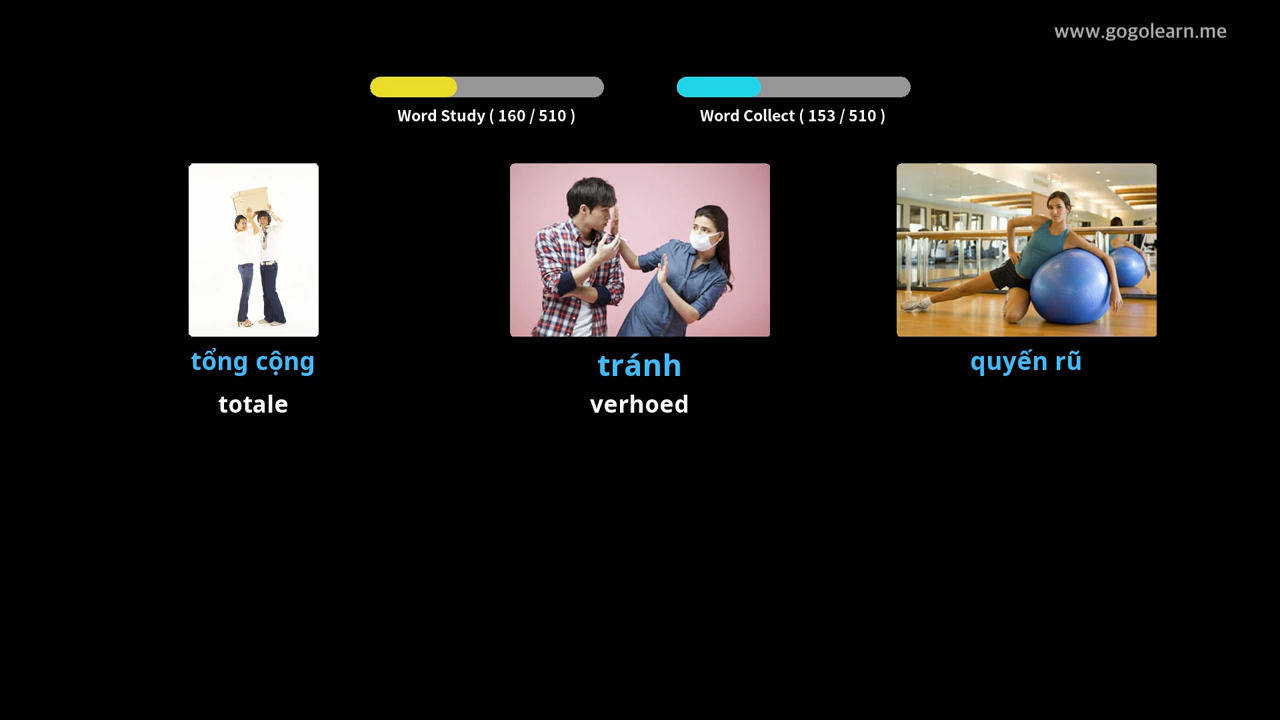 www.gogolearn.me
Word Study ( 160 / 510 )
Word Collect ( 153 / 510 )
tổng cộng
totale
tránh
verhoed
quyến rũ